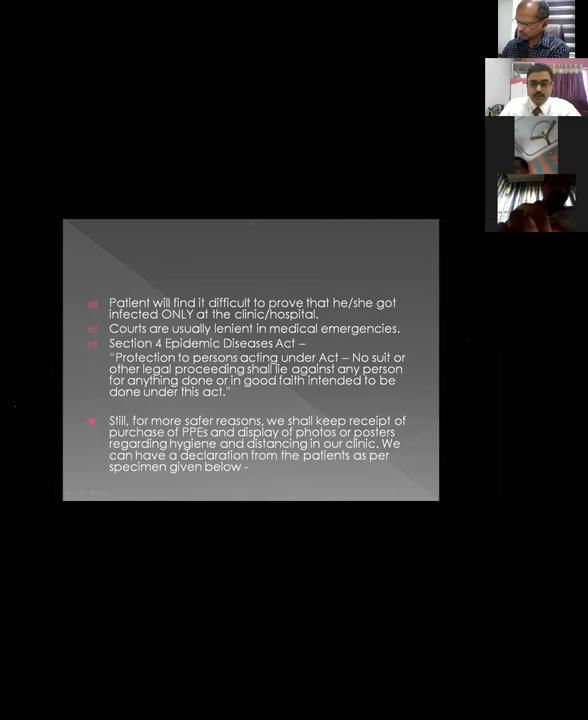 a) Patient will find it difficult to prove that he/she got
infected ONLY at the clinic/hospital.
b) Courts are usually lenient in medical emergencies.
c) Section 4 Epidemic Diseases Act –
"Protection to persons acting under Act – No suit or
other legal proceeding shall lie against any person
for anything done or in good faith intended to be
done under this act."
Still, for more safer reasons, we shall keep receipt of
purchase of PPEs and display of photos or posters
regarding hygiene and distancing in our clinic. We
can have a declaration from the patients as per
specimen given below -